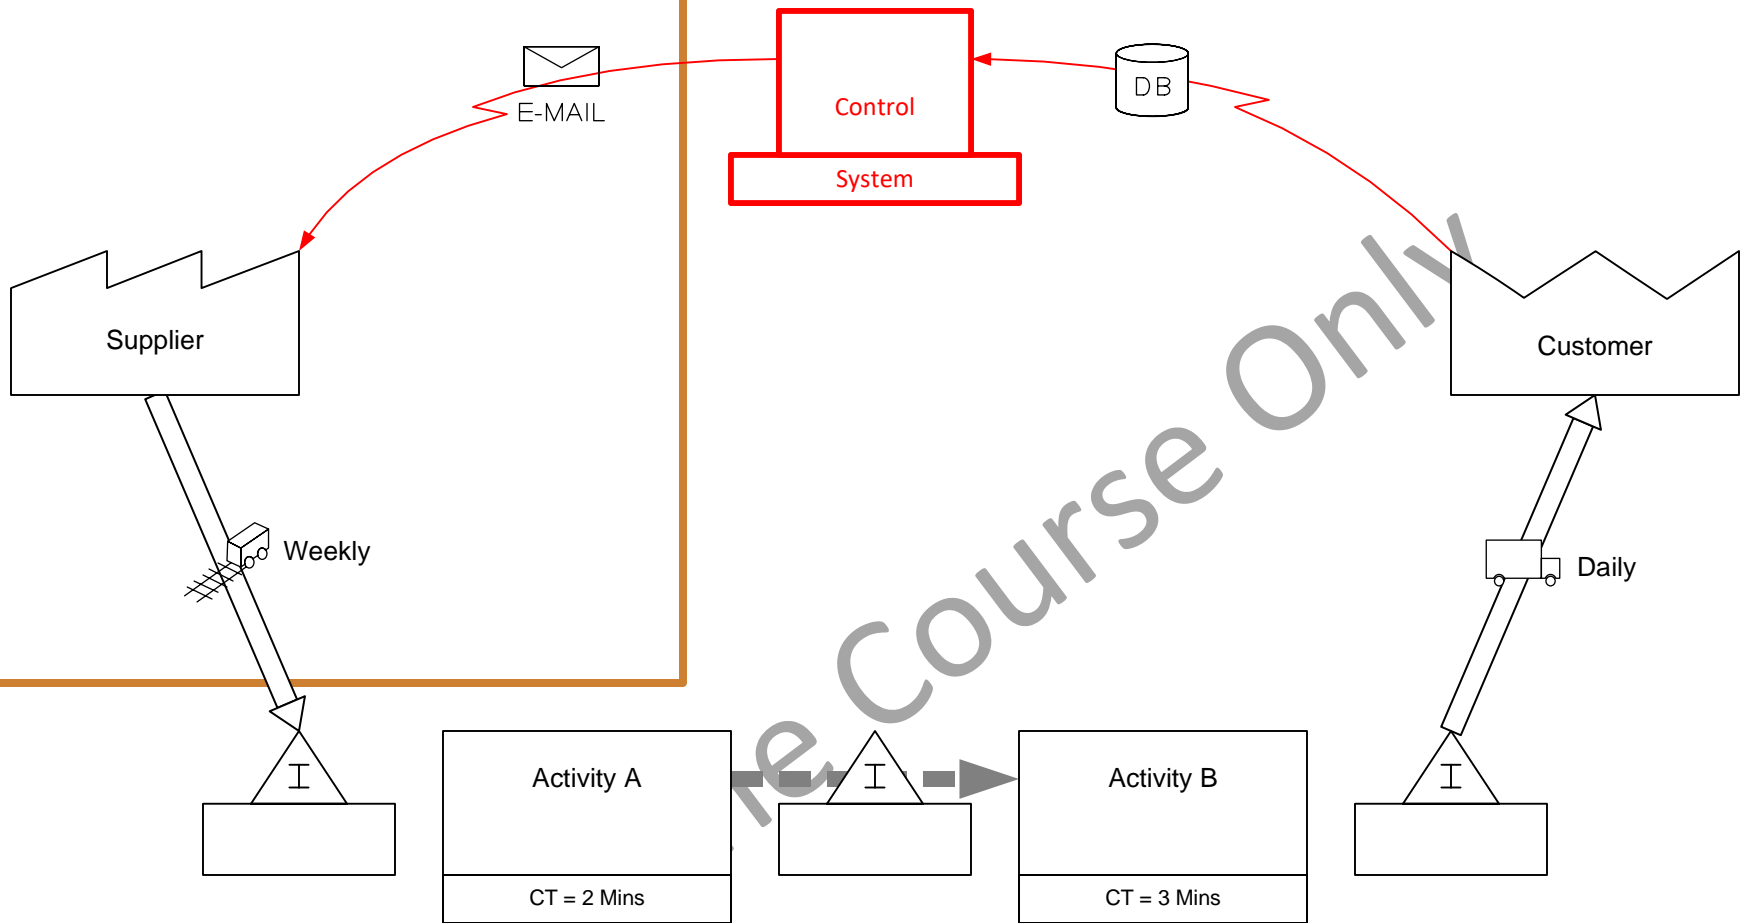 E-MAIL
Control
System
DB
Supplier
Customer
Weekly
Daily
Course Only
I
Activity A
I
Activity B
I
CT = 2 Mins
CT = 3 Mins